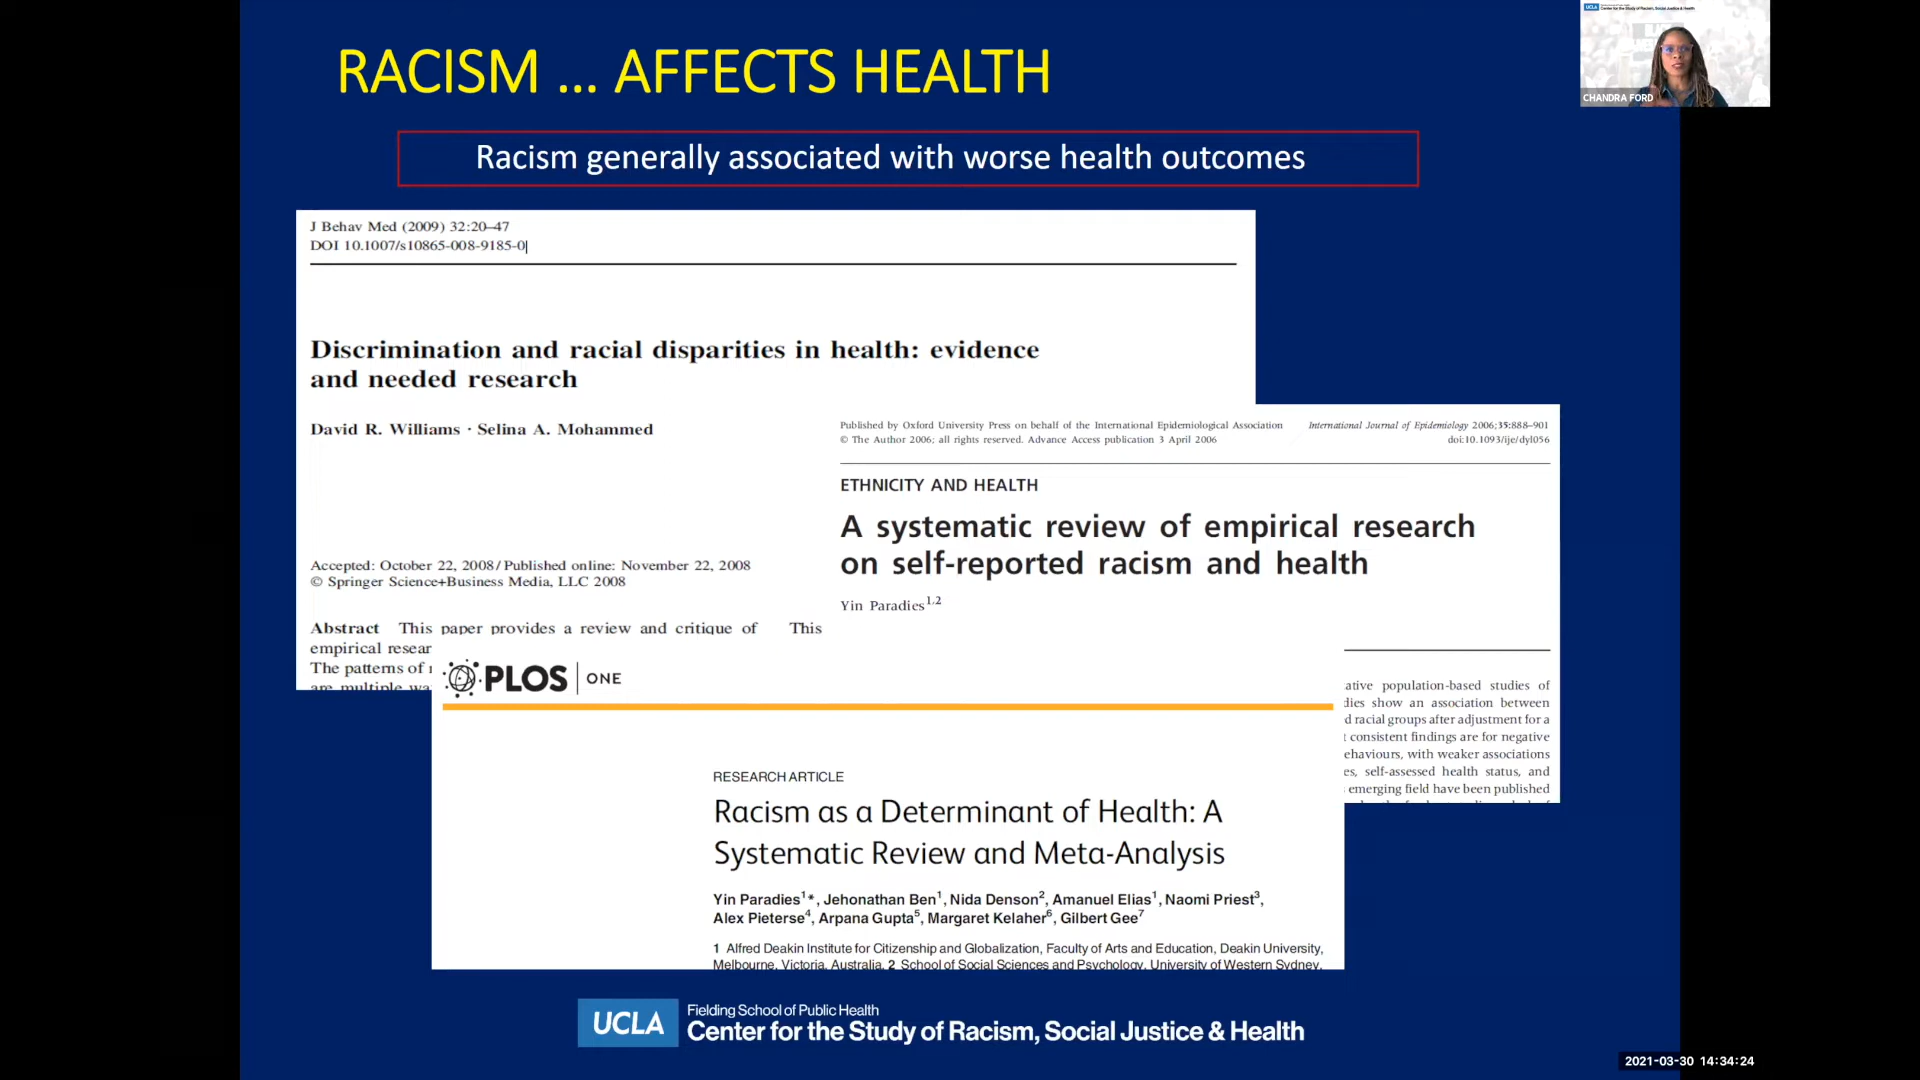 RACISM ... AFFECTS HEALTH
UCLA Center for the Study of Racism, Social Justice & Health
CHANDRA FORD
Racism generally associated with worse health outcomes
J Behav Med (2009) 32:20–47
DOI 10.1007/s10865-008-9185-0
Discrimination and racial disparities in health: evidence
and needed research
David R. Williams · Selina A. Mohammed
Accepted: October 22, 2008 / Published online: November 22, 2008
© Springer Science+Business Media, LLC 2008
Abstract This paper provides a review and critique of This
empirical resear
The patterns of
are multiple wa
Published by Oxford University Press on behalf of the International Epidemiological Association
© The Author 2006; all rights reserved. Advance Access publication 3 April 2006
International Journal of Epidemiology 2006;35:888–901
doi:10.1093/ije/dyl056
ETHNICITY AND HEALTH
A systematic review of empirical research
on self-reported racism and health
Yin Paradies1,2
ative population-based studies of
dies show an association between
d racial groups after adjustment for a
t consistent findings are for negative
ehaviours, with weaker associations
es, self-assessed health status, and
emerging field have been published
PLOS ONE
RESEARCH ARTICLE
Racism as a Determinant of Health: A
Systematic Review and Meta-Analysis
Yin Paradies1*, Jehonathan Ben1, Nida Denson2, Amanuel Elias1, Naomi Priest3,
Alex Pieterse4, Arpana Gupta5, Margaret Kelaher6, Gilbert Gee7
1 Alfred Deakin Institute for Citizenship and Globalization, Faculty of Arts and Education, Deakin University,
Melbourne, Victoria, Australia, 2 School of Social Sciences and Psychology, University of Western Sydney,
UCLA
Fielding School of Public Health
Center for the Study of Racism, Social Justice & Health
2021-03-30 14:34:24